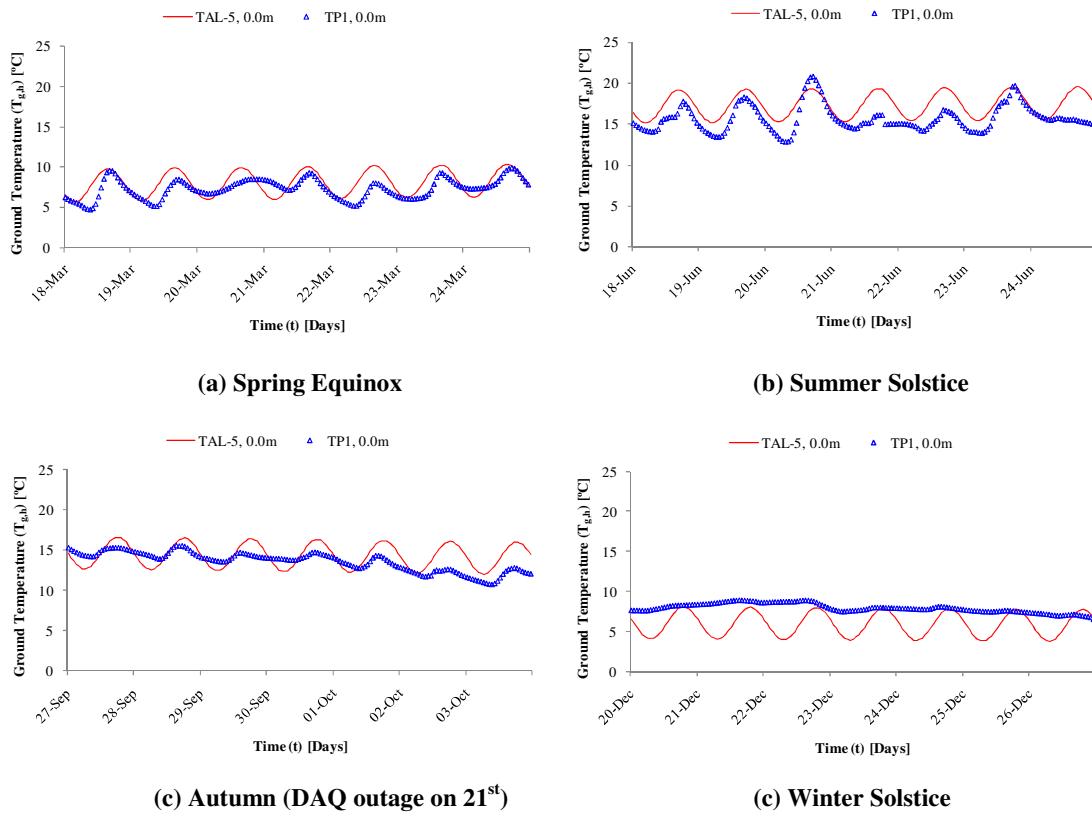 TAL-5, 0.0m TP1, 0.0m
Ground Temperature (Tg,h) [ºC]
25
20
15
10
5
0
18-Mar 19-Mar 20-Mar 21-Mar 22-Mar 23-Mar 24-Mar
Time (t) [Days]
(a) Spring Equinox
TAL-5, 0.0m TP1, 0.0m
Ground Temperature (Tg,h) [ºC]
25
20
15
10
5
0
18-Jun 19-Jun 20-Jun 21-Jun 22-Jun 23-Jun 24-Jun
Time (t) [Days]
(b) Summer Solstice
TAL-5, 0.0m TP1, 0.0m
Ground Temperature (Tg,h) [ºC]
25
20
15
10
5
0
27-Sep 28-Sep 29-Sep 30-Sep 01-Oct 02-Oct 03-Oct
Time (t) [Days]
(c) Autumn (DAQ outage on 21st)
TAL-5, 0.0m TP1, 0.0m
Ground Temperature (Tg,h) [ºC]
25
20
15
10
5
0
20-Dec 21-Dec 22-Dec 23-Dec 24-Dec 25-Dec 26-Dec
Time (t) [Days]
(c) Winter Solstice